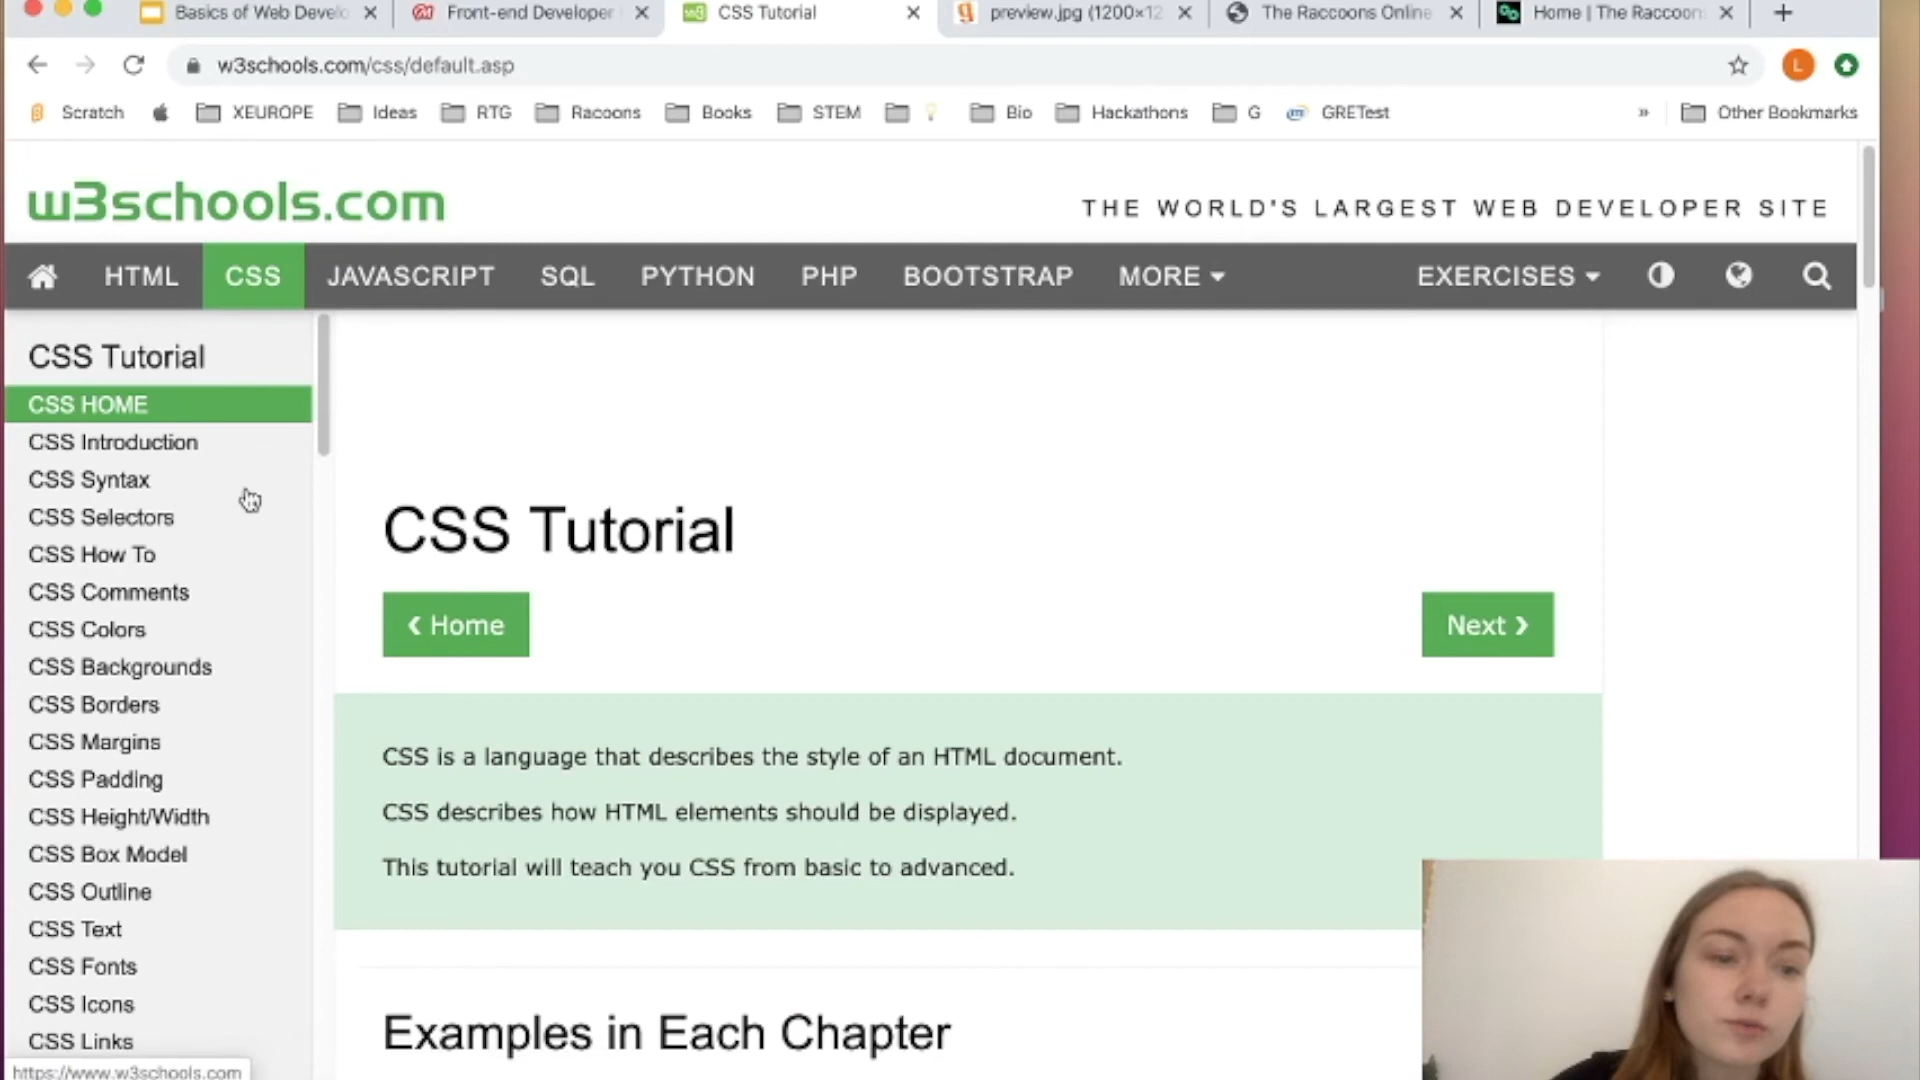 Basics of Web Develo
Front-end Developer
CSS Tutorial
preview.jpg (1200×12
The Raccoons Online
Home | The Raccoon
w3schools.com/css/default.asp
L
Scratch
XEUROPE
Ideas
RTG
Racoons
Books
STEM
Bio
Hackathons
G
GRETest
»
Other Bookmarks
w3schools.com
THE WORLD'S LARGEST WEB DEVELOPER SITE
HTML
CSS
JAVASCRIPT
SQL
PYTHON
PHP
BOOTSTRAP
MORE
EXERCISES
CSS Tutorial
CSS HOME
CSS Introduction
CSS Syntax
CSS Selectors
CSS How To
CSS Comments
CSS Colors
CSS Backgrounds
CSS Borders
CSS Margins
CSS Padding
CSS Height/Width
CSS Box Model
CSS Outline
CSS Text
CSS Fonts
CSS Icons
CSS Links
https://www.w3schools.com
CSS Tutorial
❮ Home
Next ❯
CSS is a language that describes the style of an HTML document.
CSS describes how HTML elements should be displayed.
This tutorial will teach you CSS from basic to advanced.
Examples in Each Chapter